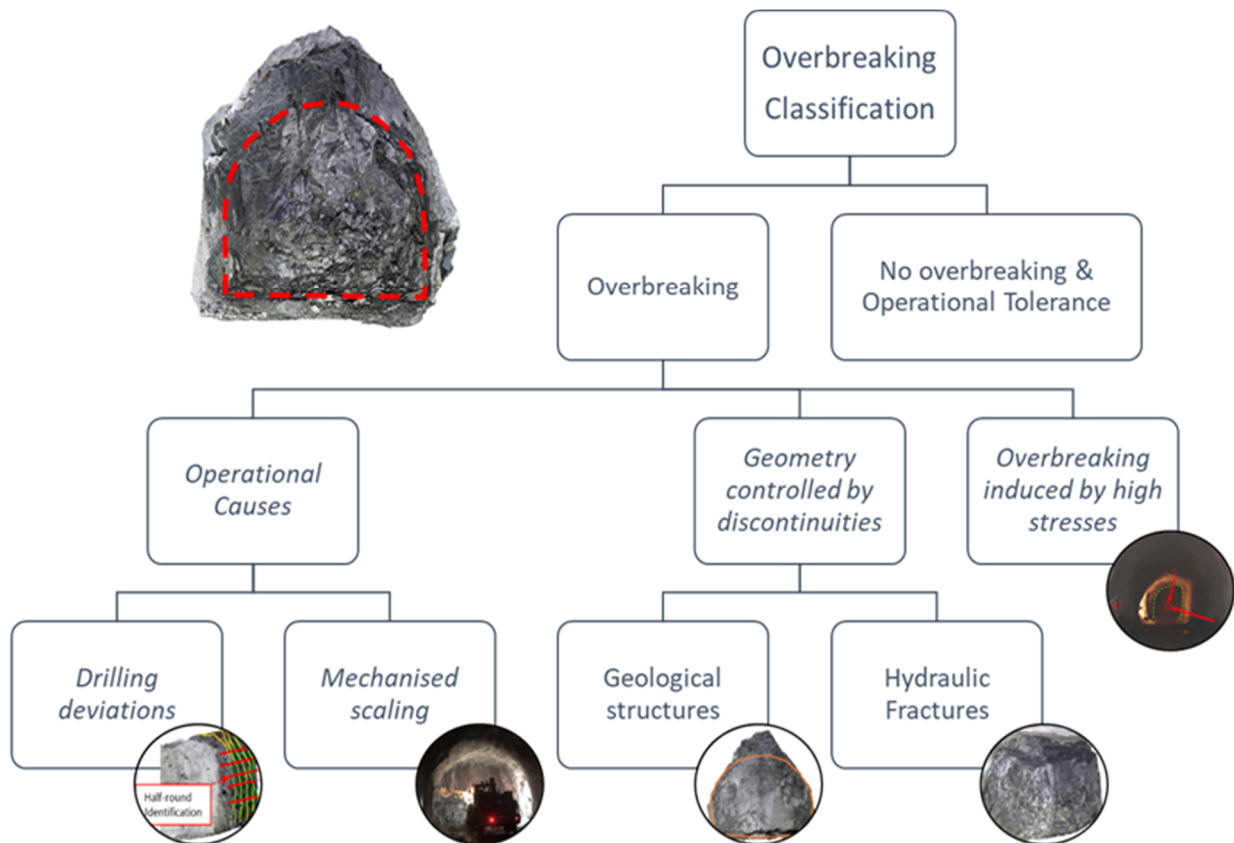 Overbreaking
Classification
Overbreaking
No overbreaking &
Operational Tolerance
Operational
Causes
Geometry
controlled by
discontinuities
Overbreaking
induced by high
stresses
Drilling
deviations
Mechanised
scaling
Geological
structures
Hydraulic
Fractures
Half-round
Identification